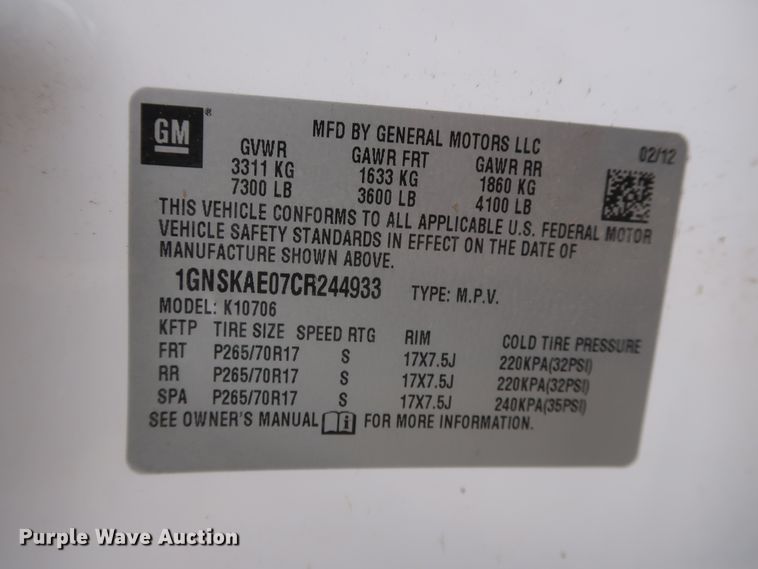 GM®
MFD BY GENERAL MOTORS LLC
02/12
GVWR GAWR FRT GAWR RR
3311 KG 1633 KG 1860 KG
7300 LB 3600 LB 4100 LB
THIS VEHICLE CONFORMS TO ALL APPLICABLE U.S. FEDERAL MOTOR
VEHICLE SAFETY STANDARDS IN EFFECT ON THE DATE OF
MANUFACTURE SHOWN ABOVE.
1GNSKAE07CR244933 TYPE: M.P.V.
MODEL: K10706
KFTP TIRE SIZE SPEED RTG RIM COLD TIRE PRESSURE
FRT P265/70R17 S 17X7.5J 220KPA(32PSI)
RR P265/70R17 S 17X7.5J 220KPA(32PSI)
SPA P265/70R17 S 17X7.5J 240KPA(35PSI)
SEE OWNER'S MANUAL i FOR MORE INFORMATION.
Purple Wave Auction